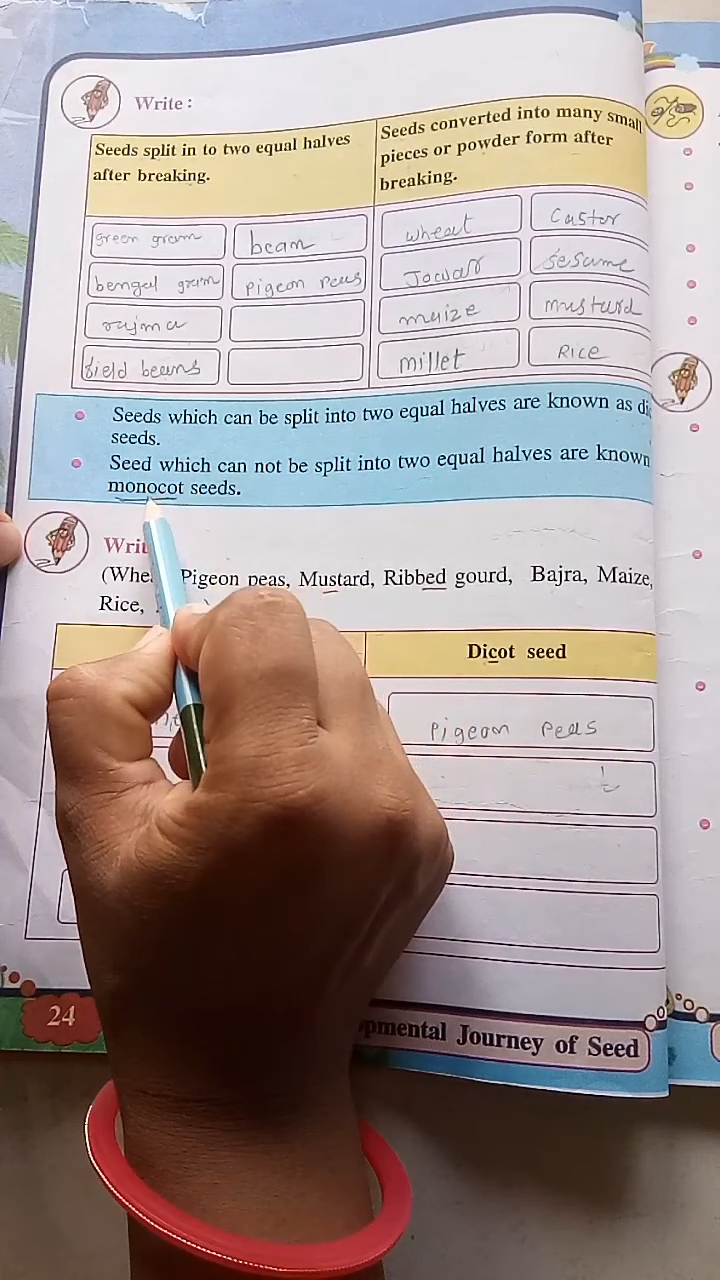 Write :
Seeds split in to two equal halves
after breaking.
Seeds converted into many small
pieces or powder form after
breaking.
green gram
bean
wheat
Castor
bengal gram
pigeon peas
Jowar
sesame
rajma
maize
mustard
field beans
millet
Rice
Seeds which can be split into two equal halves are known as di
seeds.
Seed which can not be split into two equal halves are known
monocot seeds.
(Whe Pigeon peas, Mustard, Ribbed gourd, Bajra, Maize,
Rice,
Dicot seed
Pigeon peas
24
pmental Journey of Seed